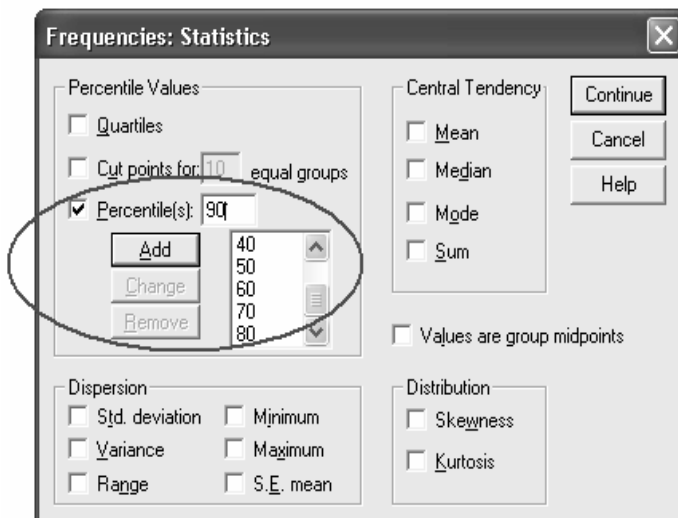 Frequencies: Statistics
Percentile Values
Quartiles
Cut points for: 10 equal groups
Percentile(s): 90
Add
Change
Remove
40
50
60
70
80
Central Tendency
Mean
Median
Mode
Sum
Continue
Cancel
Help
Values are group midpoints
Dispersion
Std. deviation
Minimum
Variance
Maximum
Range
S.E. mean
Distribution
Skewness
Kurtosis